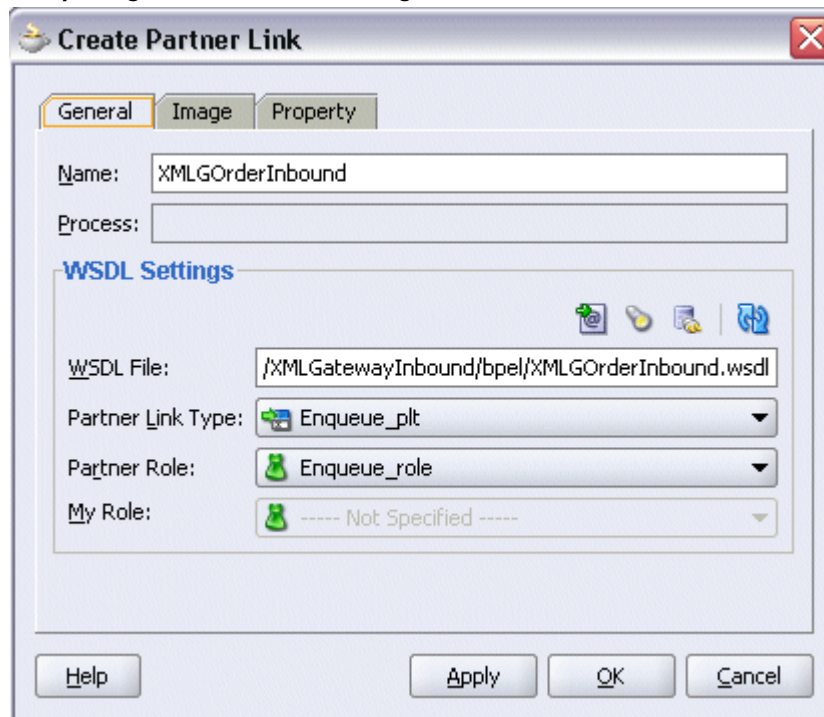 Create Partner Link
General Image Property
Name: XMLGOrderInbound
Process:
WSDL Settings
WSDL File: /XMLGatewayInbound/bpel/XMLGOrderInbound.wsdl
Partner Link Type: Enqueue_plt
Partner Role: Enqueue_role
My Role: ----- Not Specified -----
Help Apply OK Cancel